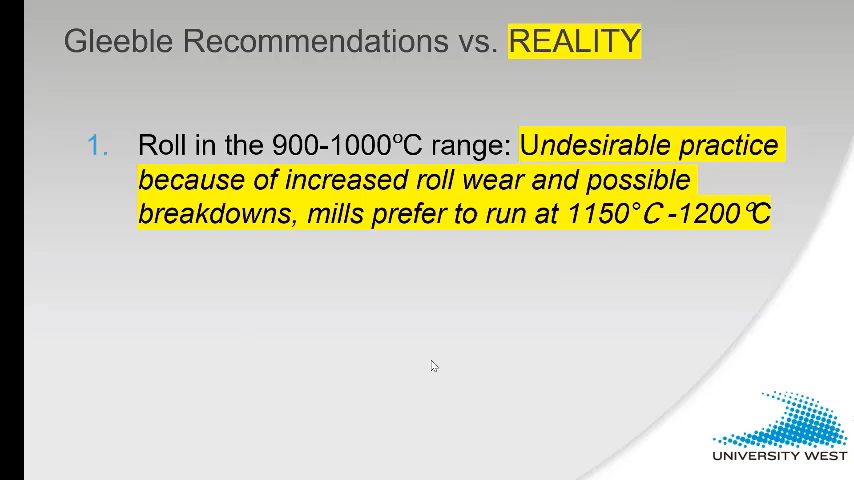 Gleeble Recommendations vs. REALITY
1. Roll in the 900-1000ºC range: Undesirable practice
because of increased roll wear and possible
breakdowns, mills prefer to run at 1150°C -1200ºC
UNIVERSITY WEST